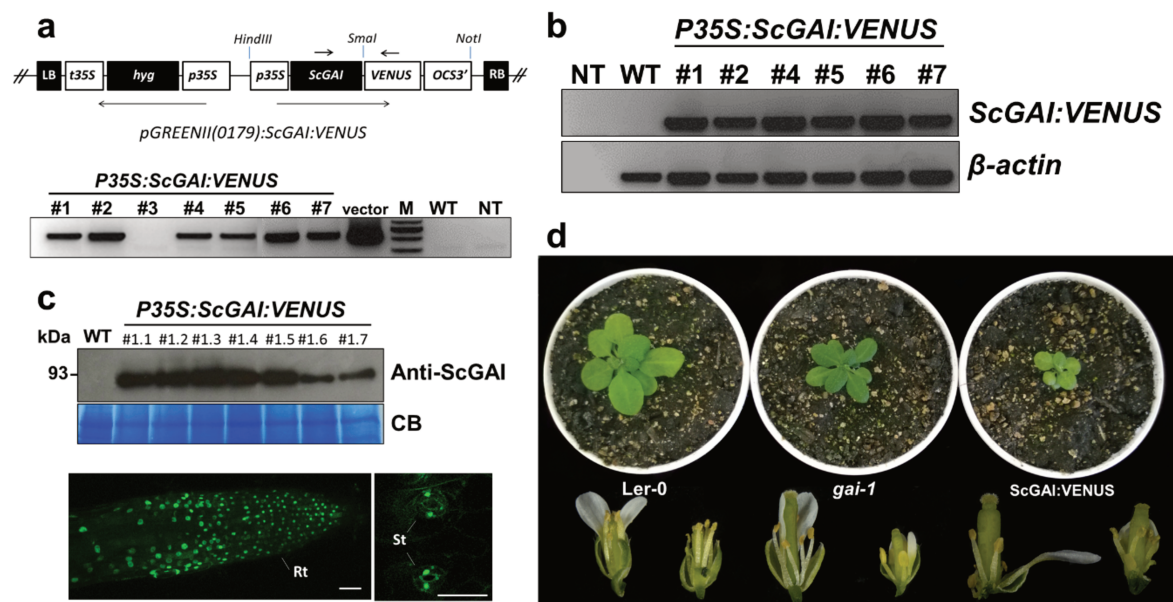 a
HindIII SmaI NotI
LB t35S hyg p35S p35S ScGAI VENUS OCS3' RB
pGREENII(0179):ScGAI:VENUS
P35S:ScGAI:VENUS
#1 #2 #3 #4 #5 #6 #7 vector M WT NT
b
P35S:ScGAI:VENUS
NT WT #1 #2 #4 #5 #6 #7
ScGAI:VENUS
β-actin
c
P35S:ScGAI:VENUS
kDa WT #1.1 #1.2 #1.3 #1.4 #1.5 #1.6 #1.7
93 Anti-ScGAI
CB
Rt
St
d
Ler-0 gai-1 ScGAI:VENUS